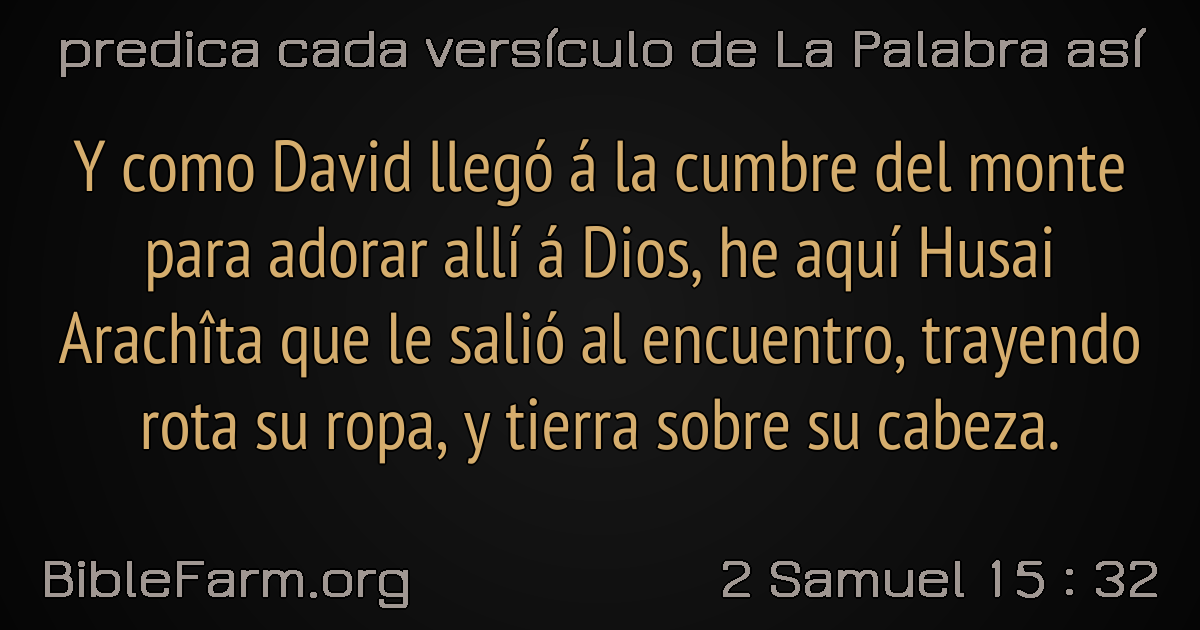 predica cada versículo de La Palabra así
Y como David llegó á la cumbre del monte
para adorar allí á Dios, he aquí Husai
Arachîta que le salió al encuentro, trayendo
rota su ropa, y tierra sobre su cabeza.
BibleFarm.org
2 Samuel 15 : 32